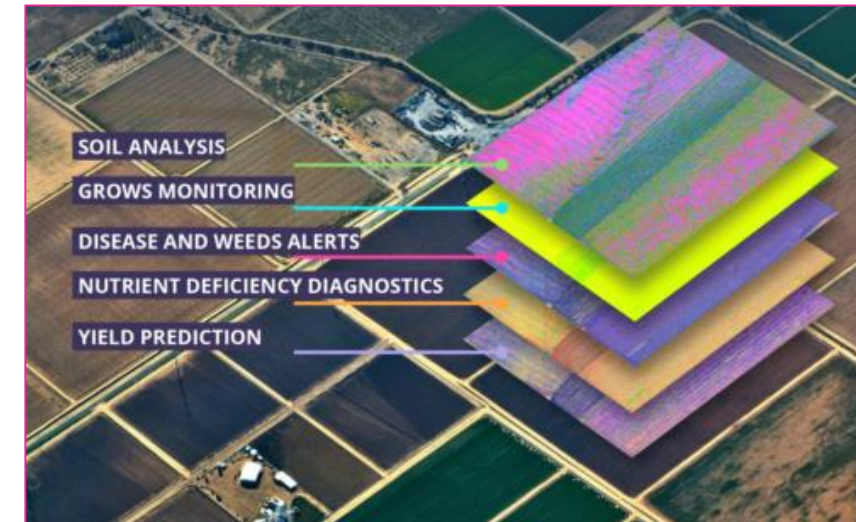 SOIL ANALYSIS
GROWS MONITORING
DISEASE AND WEEDS ALERTS
NUTRIENT DEFICIENCY DIAGNOSTICS
YIELD PREDICTION